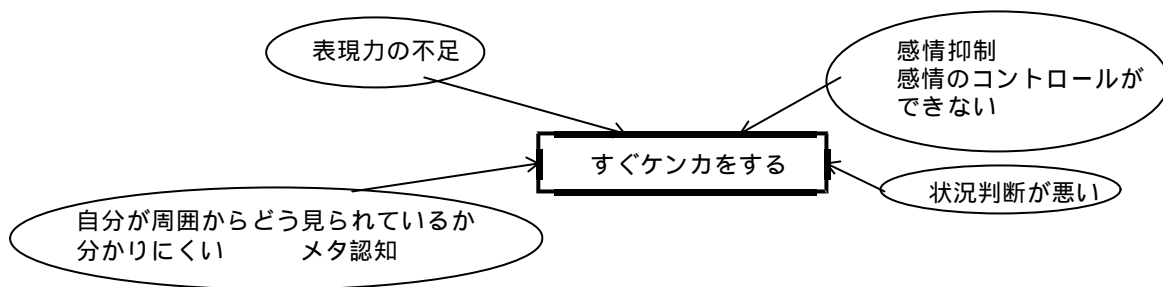 表現力の不足
感情抑制
感情のコントロールが
できない
すぐケンカをする
状況判断が悪い
自分が周囲からどう見られているか
分かりにくい　　　メタ認知